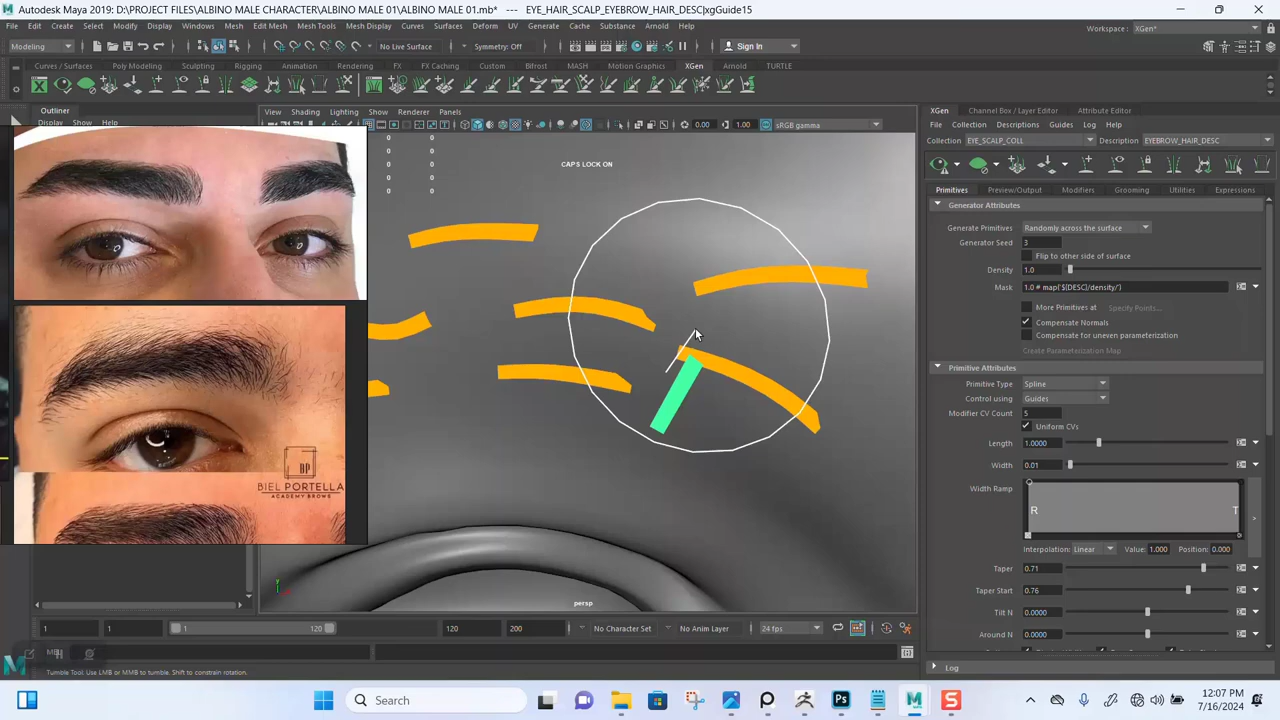 Autodesk Maya 2019: D:\PROJECT FILES\ALBINO MALE CHARACTER\ALBINO MALE 01\ALBINO MALE 01.mb* --- EYE_HAIR_SCALP_EYEBROW_HAIR_DESC|xgGuide15
File Edit Create Select Modify Display Windows Mesh Edit Mesh Mesh Tools Mesh Display Curves Surfaces Deform UV Generate Cache Substance Arnold Help
Workspace : XGen*
Modeling
No Live Surface
Symmetry: Off
Sign In
Curves / Surfaces Poly Modeling Sculpting Rigging Animation Rendering FX FX Caching Custom Bifrost MASH Motion Graphics XGen Arnold TURTLE
Outliner
Display Show Help
View Shading Lighting Show Renderer Panels
0.00
1.00
sRGB gamma
0 0
0 0
0 0
0 0
CAPS LOCK ON
BP
BIEL PORTELLA
ACADEMY BROWS
persp
XGen Channel Box / Layer Editor Attribute Editor
File Collection Descriptions Guides Log Help
Collection EYE_SCALP_COLL
Description EYEBROW_HAIR_DESC
Primitives Preview/Output Modifiers Grooming Utilities Expressions
Generator Attributes
Generate Primitives Randomly across the surface
Generator Seed 3
Flip to other side of surface
Density 1.0
Mask 1.0 # map('${DESC}/density/')
More Primitives at Specify Points...
Compensate Normals
Compensate for uneven parameterization
Create Parameterization Map
Primitive Attributes
Primitive Type Spline
Control using Guides
Modifier CV Count 5
Uniform CVs
Length 1.0000
Width 0.01
Width Ramp
R T
Interpolation: Linear Value: 1.000 Position: 0.000
Taper 0.71
Taper Start 0.76
Tilt N 0.0000
Around N 0.0000
Log
1 1 1 120 120 200
No Character Set
No Anim Layer
24 fps
Tumble Tool: Use LMB or MMB to tumble. Shift to constrain rotation.
Search
12:07 PM
7/16/2024